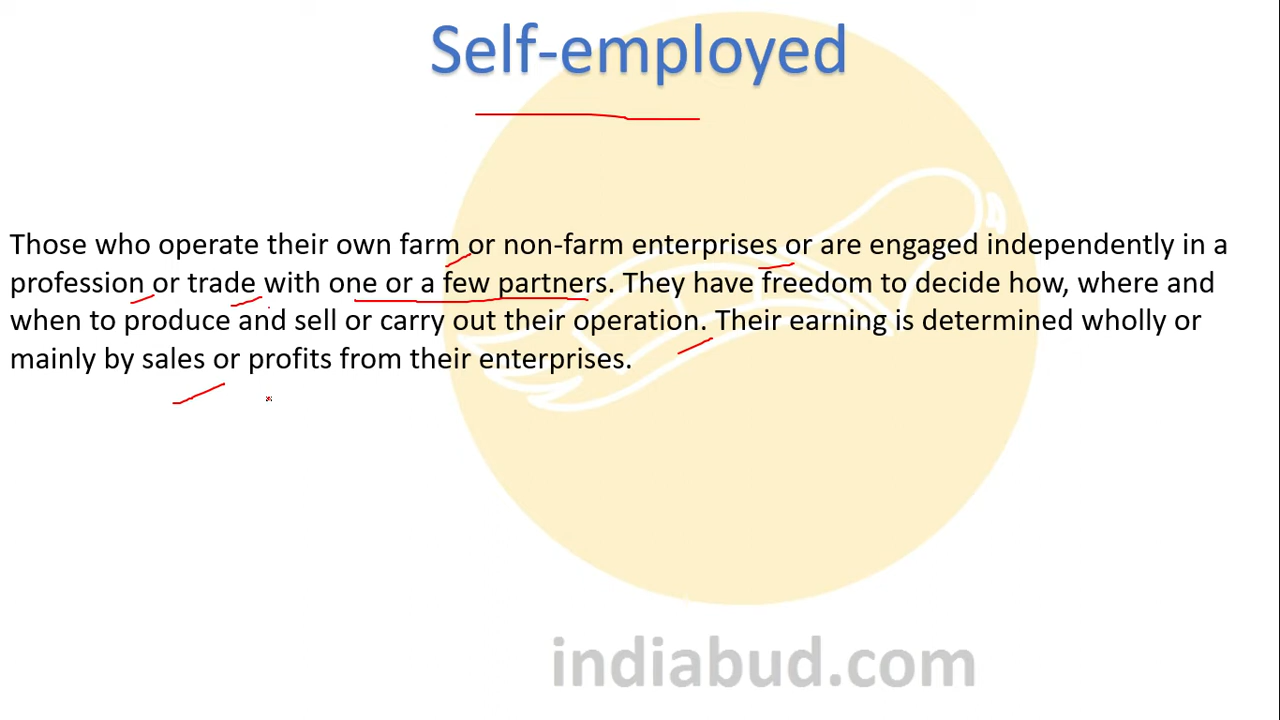 Self-employed
Those who operate their own farm or non-farm enterprises or are engaged independently in a
profession or trade with one or a few partners. They have freedom to decide how, where and
when to produce and sell or carry out their operation. Their earning is determined wholly or
mainly by sales or profits from their enterprises.
indiabud.com